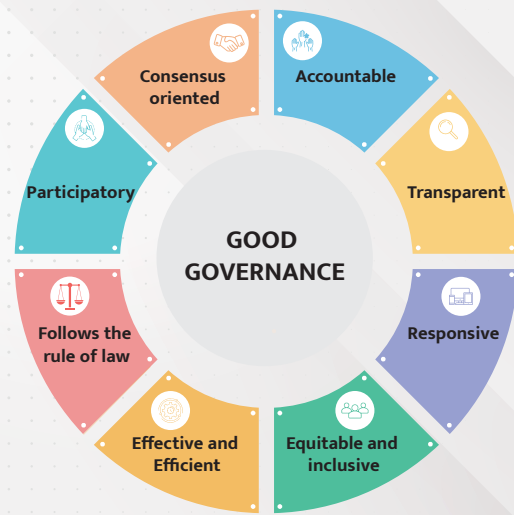 Consensus
oriented
Accountable
Participatory
Transparent
GOOD
GOVERNANCE
Follows the
rule of law
Responsive
Effective and
Efficient
Equitable and
inclusive